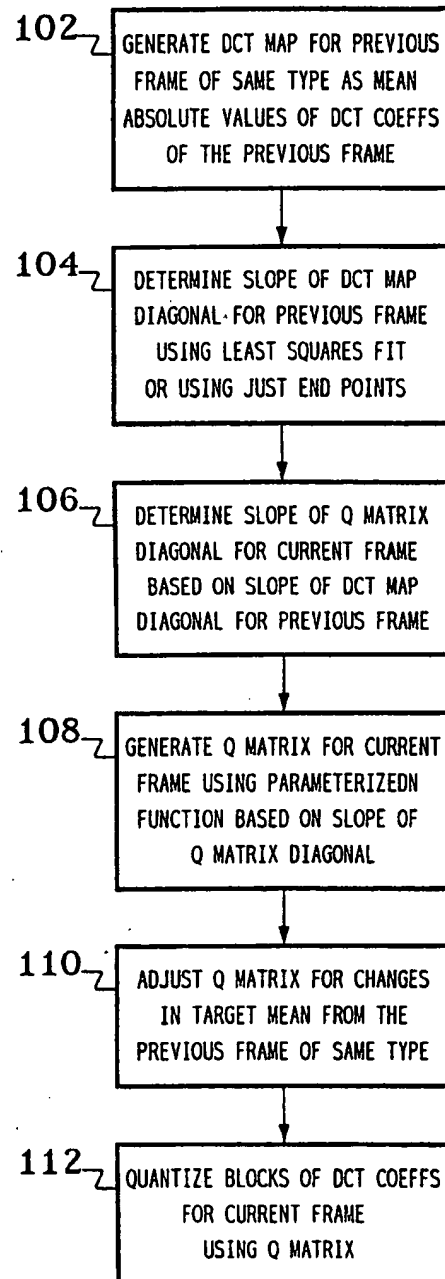 102
GENERATE DCT MAP FOR PREVIOUS
FRAME OF SAME TYPE AS MEAN
ABSOLUTE VALUES OF DCT COEFFS
OF THE PREVIOUS FRAME
104
DETERMINE SLOPE OF DCT MAP
DIAGONAL FOR PREVIOUS FRAME
USING LEAST SQUARES FIT
OR USING JUST END POINTS
106
DETERMINE SLOPE OF Q MATRIX
DIAGONAL FOR CURRENT FRAME
BASED ON SLOPE OF DCT MAP
DIAGONAL FOR PREVIOUS FRAME
108
GENERATE Q MATRIX FOR CURRENT
FRAME USING PARAMETERIZEDN
FUNCTION BASED ON SLOPE OF
Q MATRIX DIAGONAL
110
ADJUST Q MATRIX FOR CHANGES
IN TARGET MEAN FROM THE
PREVIOUS FRAME OF SAME TYPE
112
QUANTIZE BLOCKS OF DCT COEFFS
FOR CURRENT FRAME
USING Q MATRIX